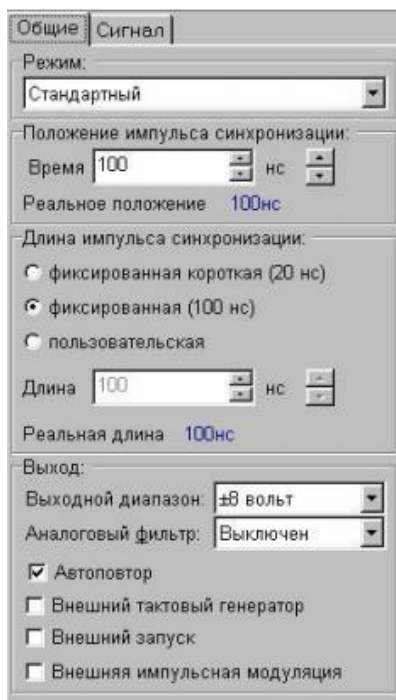 Общие Сигнал
Режим:
Стандартный
Положение импульса синхронизации:
Время 100 нс
Реальное положение 100нс
Длина импульса синхронизации:
фиксированная короткая (20 нс)
фиксированная (100 нс)
пользовательская
Длина 100 нс
Реальная длина 100нс
Выход:
Выходной диапазон: ±8 вольт
Аналоговый фильтр: Выключен
Автоповтор
Внешний тактовый генератор
Внешний запуск
Внешняя импульсная модуляция